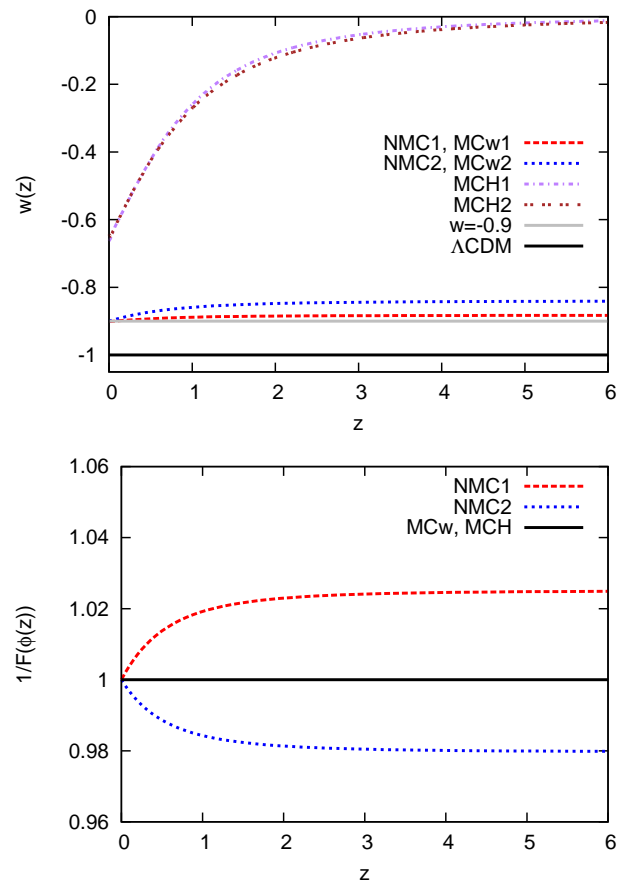 0
-0.2
-0.4
-0.6
-0.8
-1
w(z)
NMC1, MCw1
NMC2, MCw2
MCH1
MCH2
w=-0.9
ΛCDM
0 1 2 3 4 5 6
z
1.06
1.04
1.02
1
0.98
0.96
1/F(ϕ(z))
NMC1
NMC2
MCw, MCH
0 1 2 3 4 5 6
z